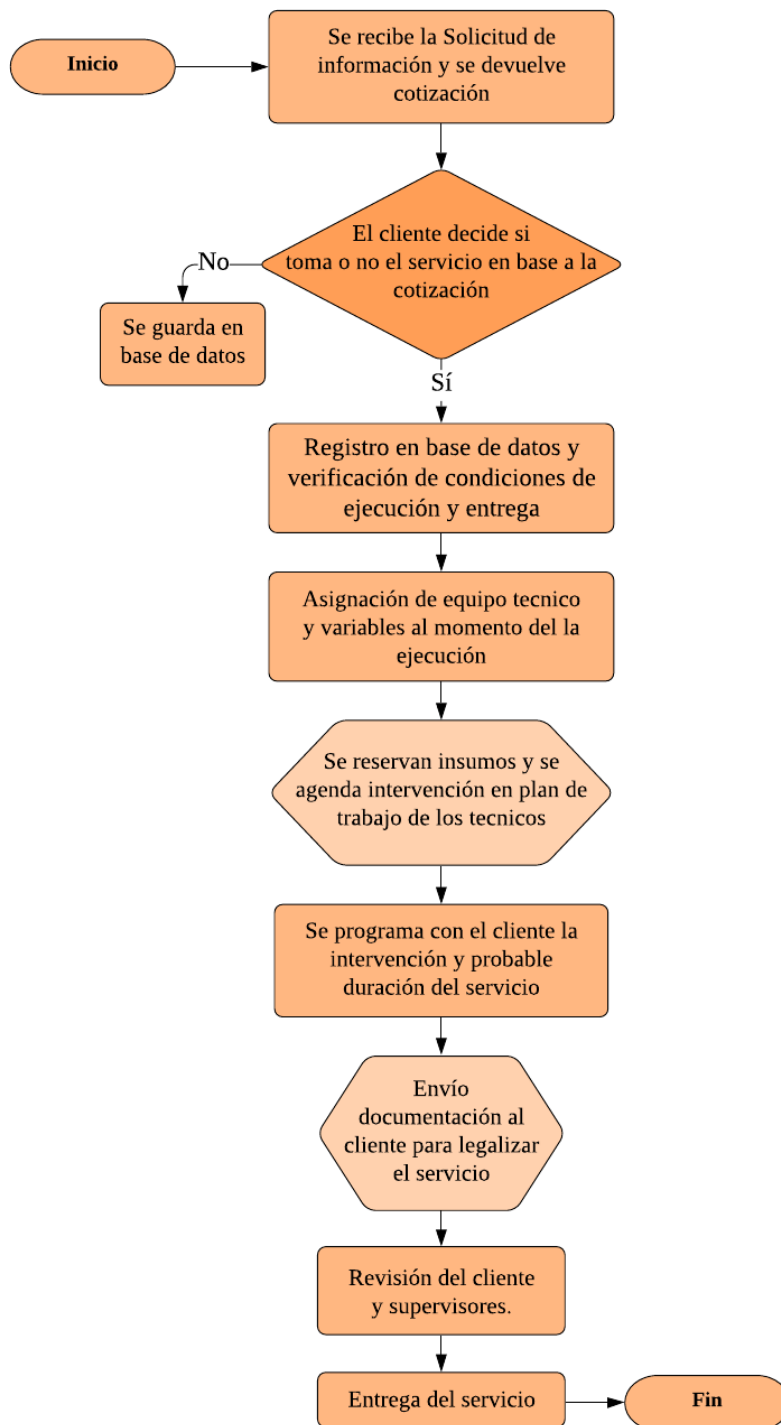 Inicio
Se recibe la Solicitud de
información y se devuelve
cotización
El cliente decide si
toma o no el servicio en base a la
cotización
No
Se guarda en
base de datos
Sí
Registro en base de datos y
verificación de condiciones de
ejecución y entrega
Asignación de equipo tecnico
y variables al momento del la
ejecución
Se reservan insumos y se
agenda intervención en plan de
trabajo de los tecnicos
Se programa con el cliente la
intervención y probable
duración del servicio
Envío
documentación al
cliente para legalizar
el servicio
Revisión del cliente
y supervisores.
Entrega del servicio
Fin